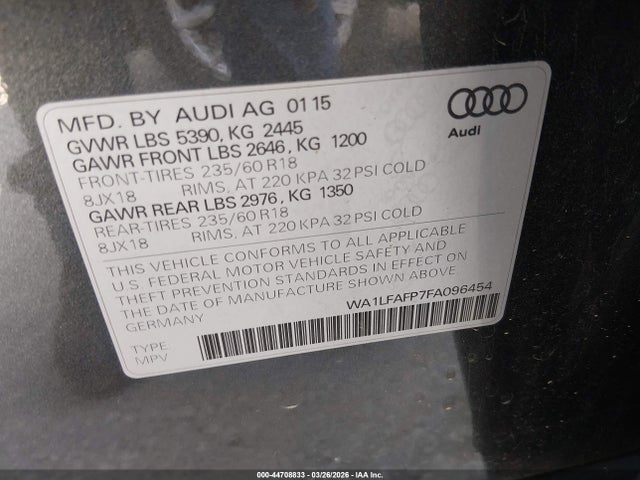 MFD. BY AUDI AG 01 15
GVWR LBS 5390, KG 2445
GAWR FRONT LBS 2646, KG 1200
FRONT-TIRES 235/60 R18
8JX18 RIMS, AT 220 KPA 32 PSI COLD
GAWR REAR LBS 2976, KG 1350
REAR-TIRES 235/60 R18
8JX18 RIMS, AT 220 KPA 32 PSI COLD
THIS VEHICLE CONFORMS TO ALL APPLICABLE
U.S. FEDERAL MOTOR VEHICLE SAFETY AND
THEFT PREVENTION STANDARDS IN EFFECT ON
THE DATE OF MANUFACTURE SHOWN ABOVE
GERMANY
WA1LFAFP7FA096454
TYPE:
MPV
Audi
000-44708833 — 03/26/2026 — IAA Inc.